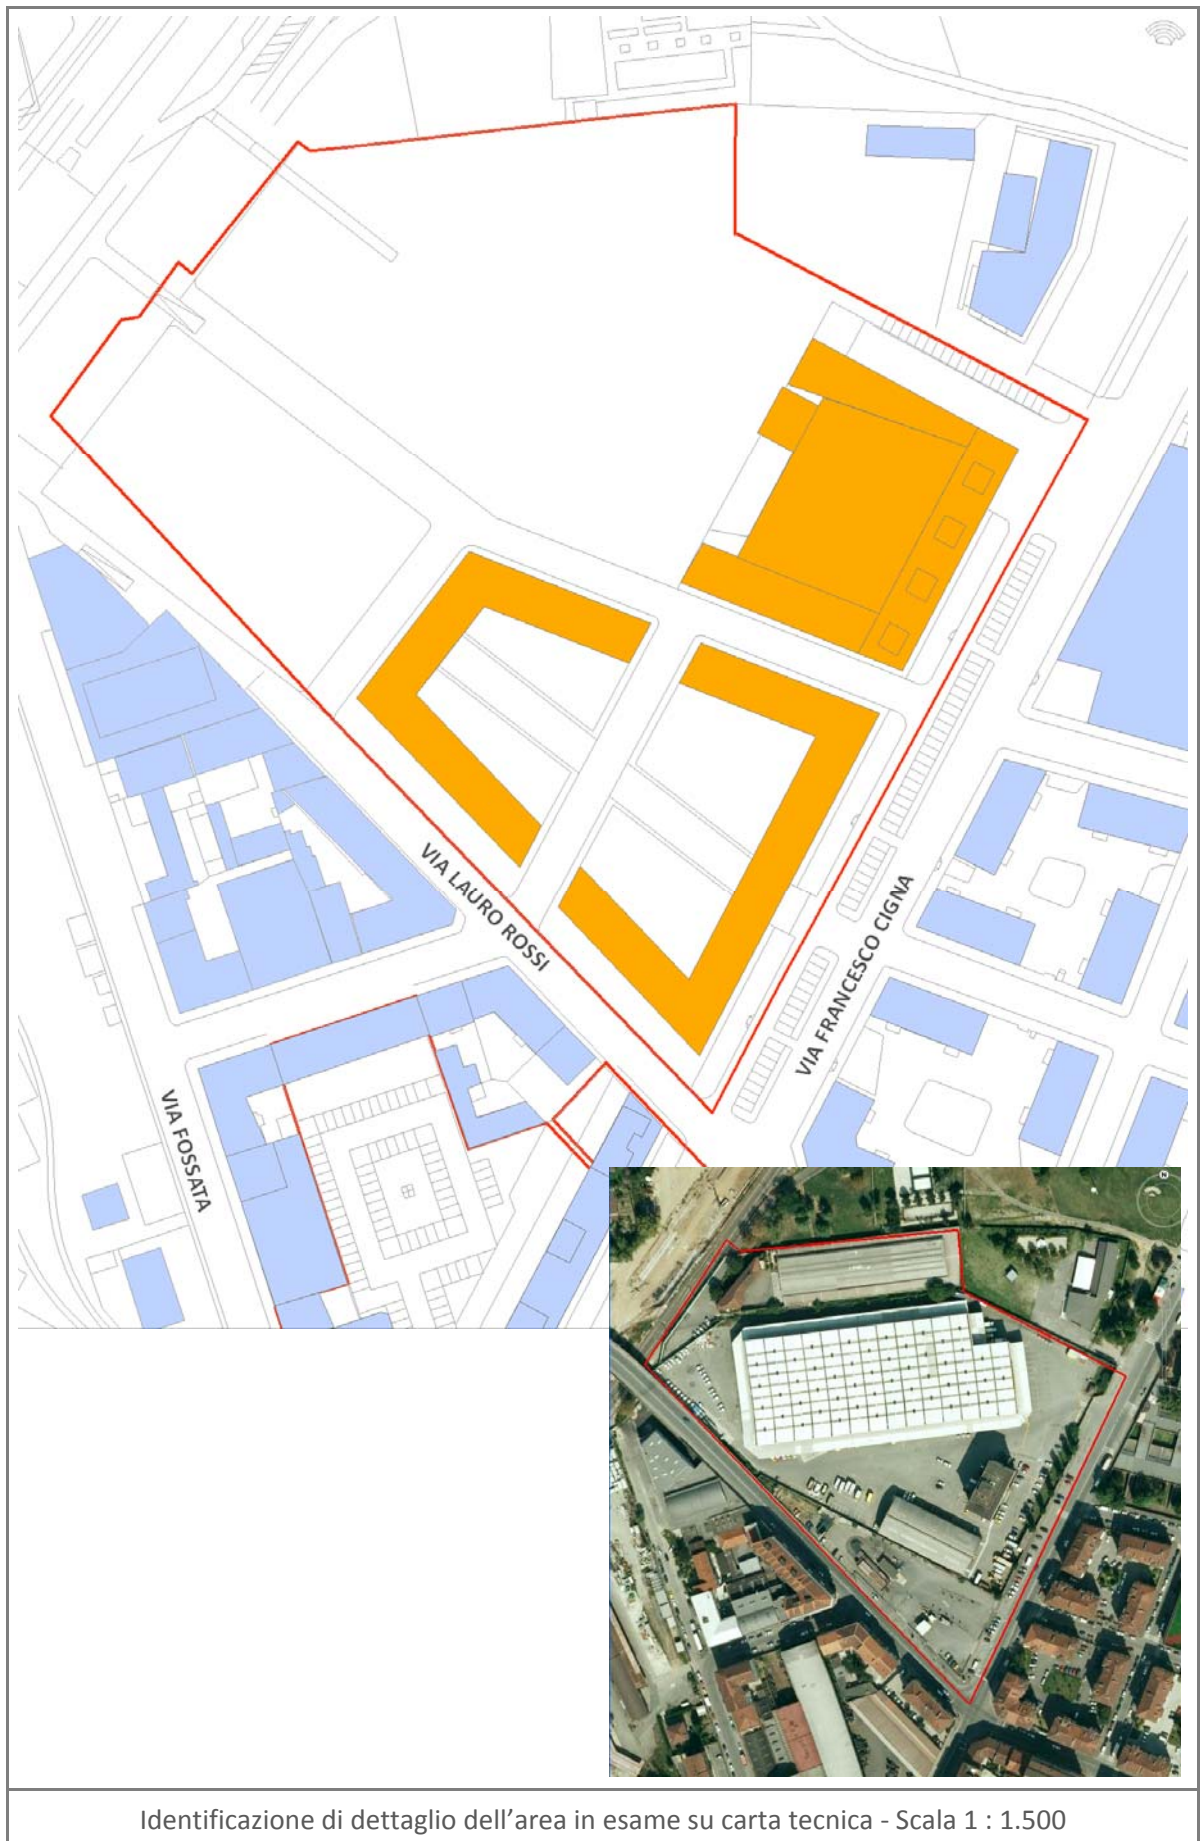 VIA LAURO ROSSI
VIA FRANCESCO CIGNA
VIA FOSSATA
N
Identificazione di dettaglio dell’area in esame su carta tecnica - Scala 1 : 1.500